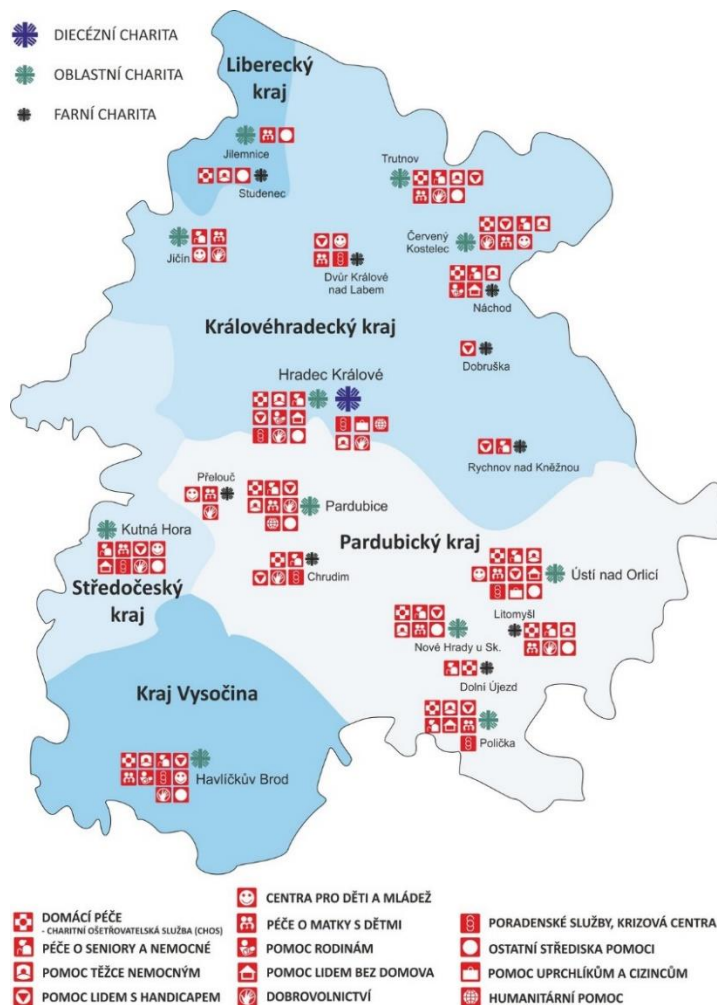 DIECÉZNÍ CHARITA
OBLASTNÍ CHARITA
FARNÍ CHARITA
Liberecký
kraj
Jilemnice
Studenec
Trutnov
Jičín
Dvůr Králové
nad Labem
Červený
Kostelec
Náchod
Královéhradecký kraj
Dobruška
Hradec Králové
Rychnov nad Kněžnou
Přelouč
Pardubice
Kutná Hora
Pardubický kraj
Chrudim
Středočeský
kraj
Ústí nad Orlicí
Litomyšl
Nové Hrady u Sk.
Dolní Újezd
Kraj Vysočina
Polička
Havlíčkův Brod
DOMÁCÍ PÉČE
- CHARITNÍ OŠETŘOVATELSKÁ SLUŽBA (CHOS)
PÉČE O SENIORY A NEMOCNÉ
POMOC TĚŽCE NEMOCNÝM
POMOC LIDEM S HANDICAPEM
CENTRA PRO DĚTI A MLÁDEŽ
PÉČE O MATKY S DĚTMI
POMOC RODINÁM
POMOC LIDEM BEZ DOMOVA
DOBROVOLNICTVÍ
PORADENSKÉ SLUŽBY, KRIZOVÁ CENTRA
OSTATNÍ STŘEDISKA POMOCI
POMOC UPRCHLÍKŮM A CIZINCŮM
HUMANITÁRNÍ POMOC